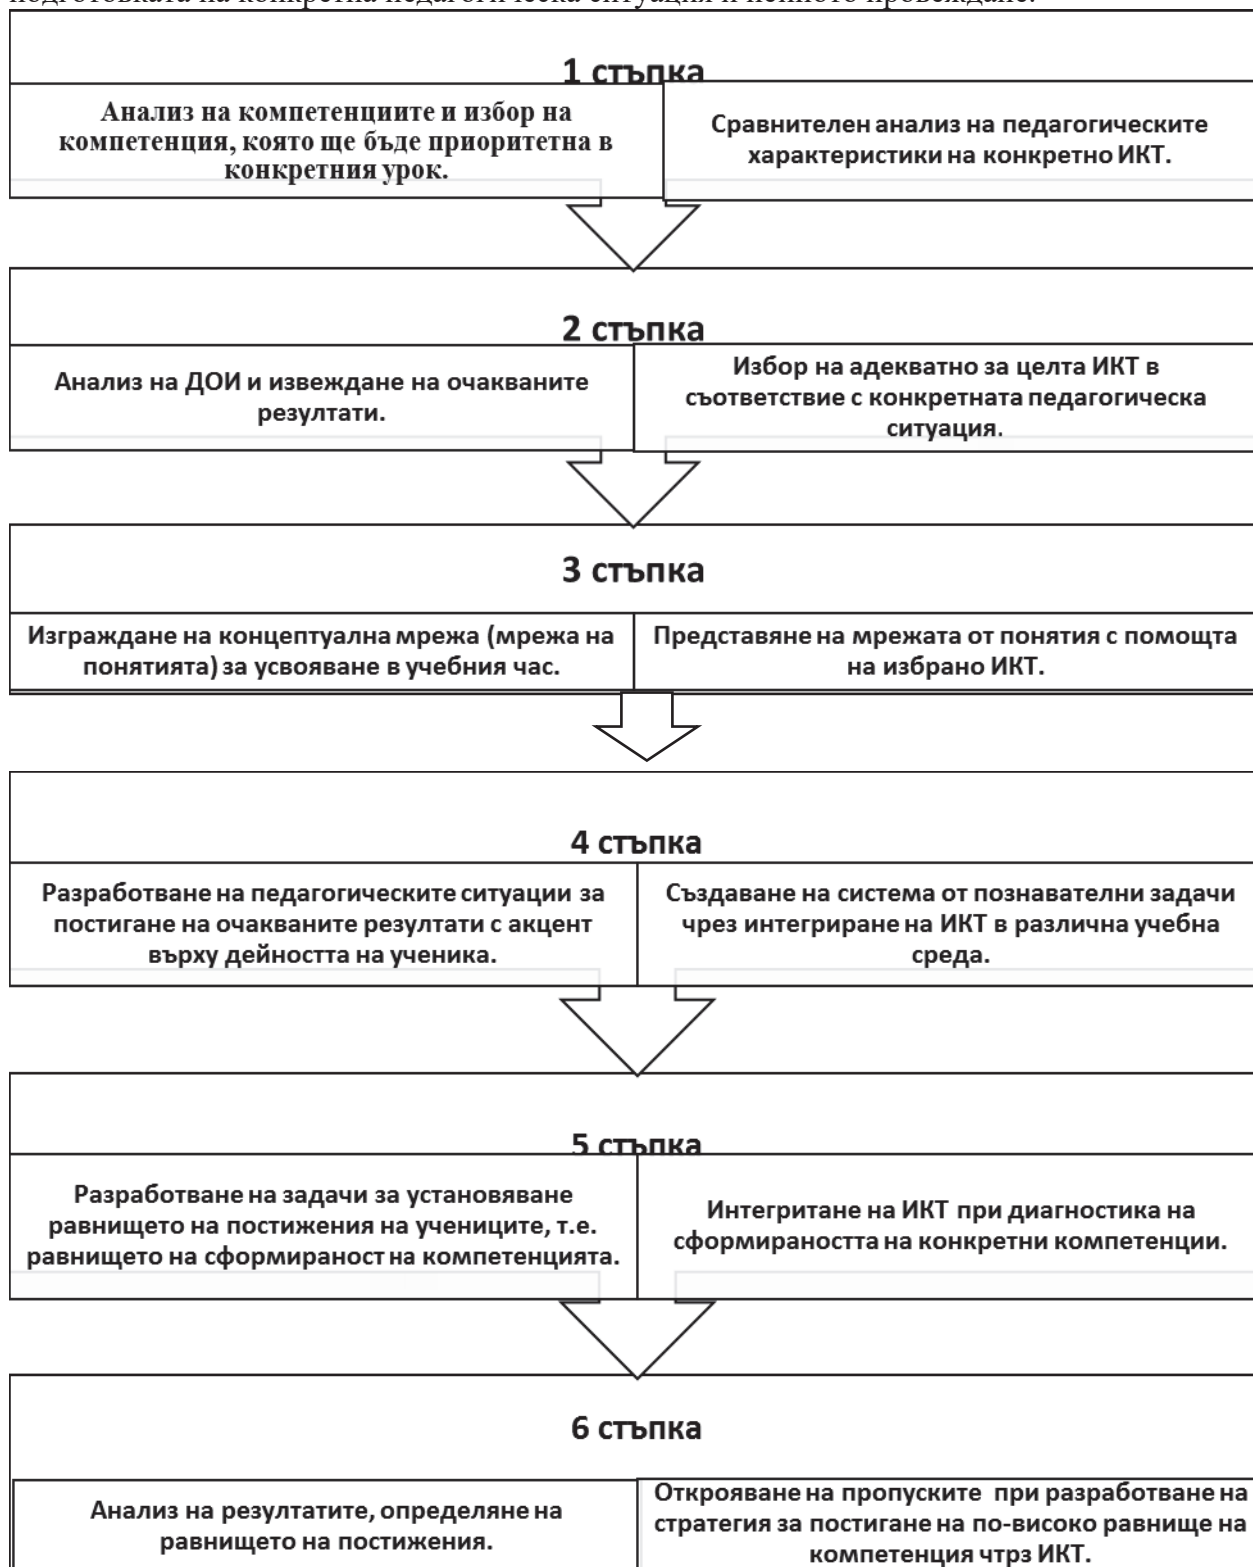 подготовката на конкретна педагогическа ситуация и нейното провеждане.
1 стъпка
Анализ на компетенциите и избор на
компетенция, която ще бъде приоритетна в
конкретния урок.
Сравнителен анализ на педагогическите
характеристики на конкретно ИКТ.
2 стъпка
Анализ на ДОИ и извеждане на очакваните
резултати.
Избор на адекватно за целта ИКТ в
съответствие с конкретната педагогическа
ситуация.
3 стъпка
Изграждане на концептуална мрежа (мрежа на
понятията) за усвояване в учебния час.
Представяне на мрежата от понятия с помощта
на избрано ИКТ.
4 стъпка
Разработване на педагогическите ситуации за
постигане на очакваните резултати с акцент
върху дейността на ученика.
Създаване на система от познавателни задачи
чрез интегриране на ИКТ в различна учебна
среда.
5 стъпка
Разработване на задачи за установяване
равнището на постижения на учениците, т.е.
равнището на сформираност на компетенцията.
Интегритане на ИКТ при диагностика на
сформираността на конкретни компетенции.
6 стъпка
Анализ на резултатите, определяне на
равнището на постижения.
Открояване на пропуските при разработване на
стратегия за постигане на по-високо равнище на
компетенция чтрз ИКТ.